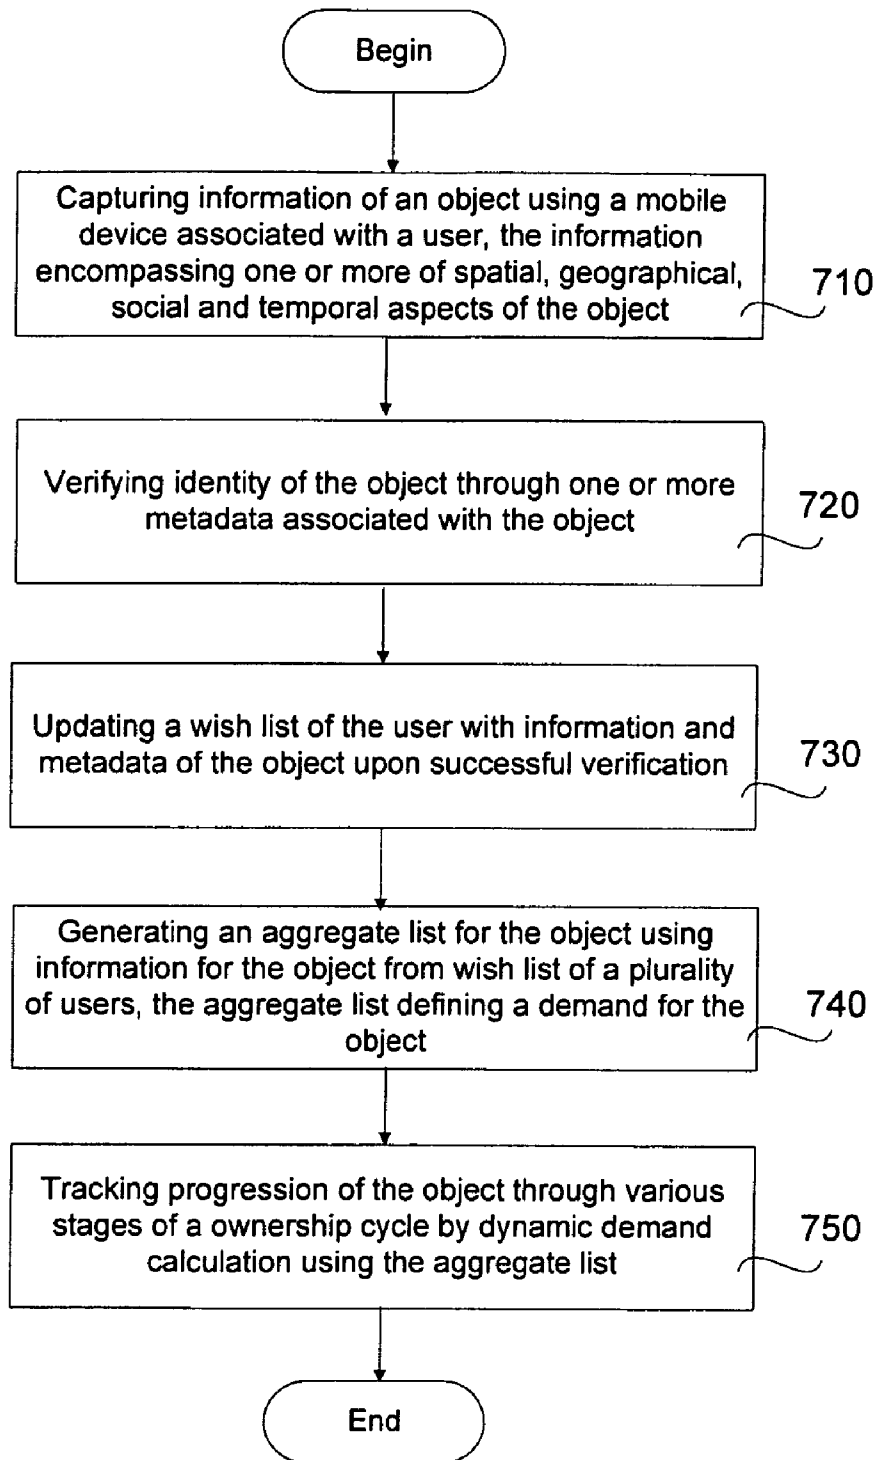 Begin
Capturing information of an object using a mobile
device associated with a user, the information
encompassing one or more of spatial, geographical,
social and temporal aspects of the object
710
Verifying identity of the object through one or more
metadata associated with the object
720
Updating a wish list of the user with information and
metadata of the object upon successful verification
730
Generating an aggregate list for the object using
information for the object from wish list of a plurality
of users, the aggregate list defining a demand for the
object
740
Tracking progression of the object through various
stages of a ownership cycle by dynamic demand
calculation using the aggregate list
750
End